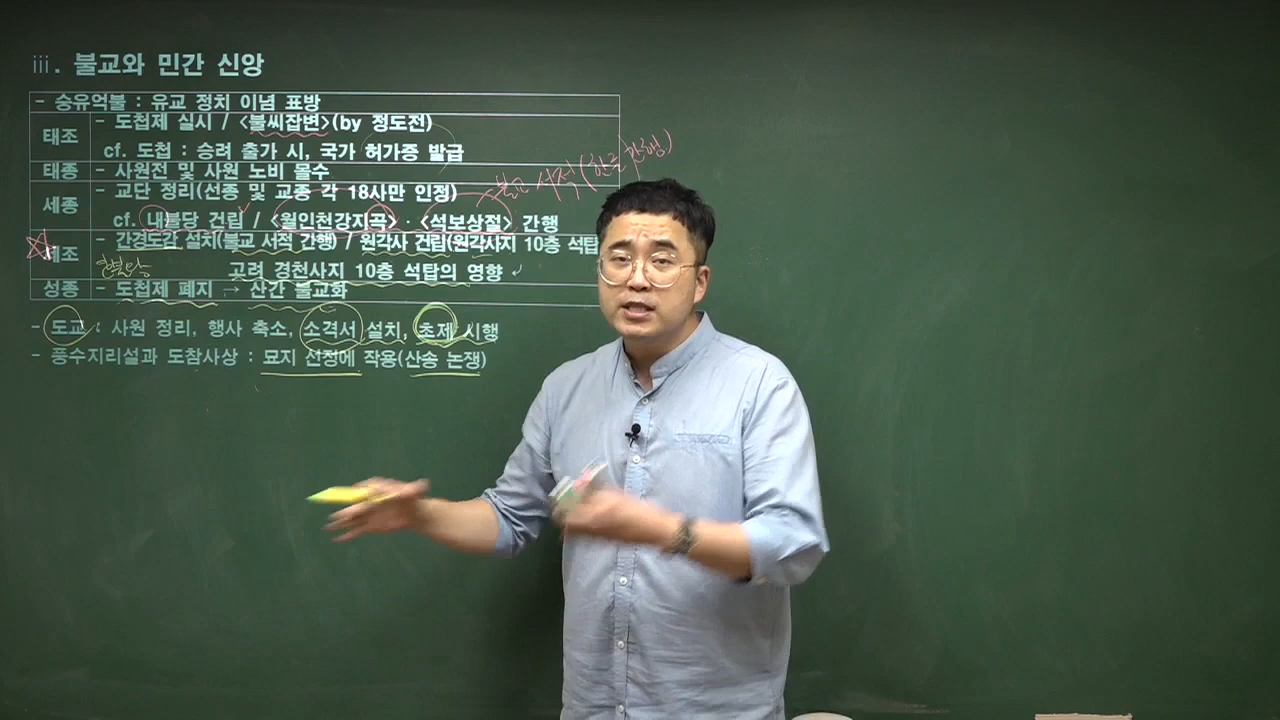 ⅲ. 불교와 민간 신앙
- 숭유억불 : 유교 정치 이념 표방
태조
- 도첩제 실시 / <불씨잡변>(by 정도전)
cf. 도첩 : 승려 출가 시, 국가 허가증 발급
태종
- 사원전 및 사원 노비 몰수
세종
- 교단 정리(선종 및 교종 각 18사만 인정)
불교 서적 (한글 간행)
cf. 내불당 건립 / <월인천강지곡>·<석보상절> 간행
세조
- 간경도감 설치(불교 서적 간행) / 원각사 건립(원각사지 10층 석탑
고려 경천사지 10층 석탑의 영향
성종
- 도첩제 폐지 → 산간 불교화
- 도교 : 사원 정리, 행사 축소, 소격서 설치, 초제 시행
- 풍수지리설과 도참사상 : 묘지 선정에 작용(산송 논쟁)